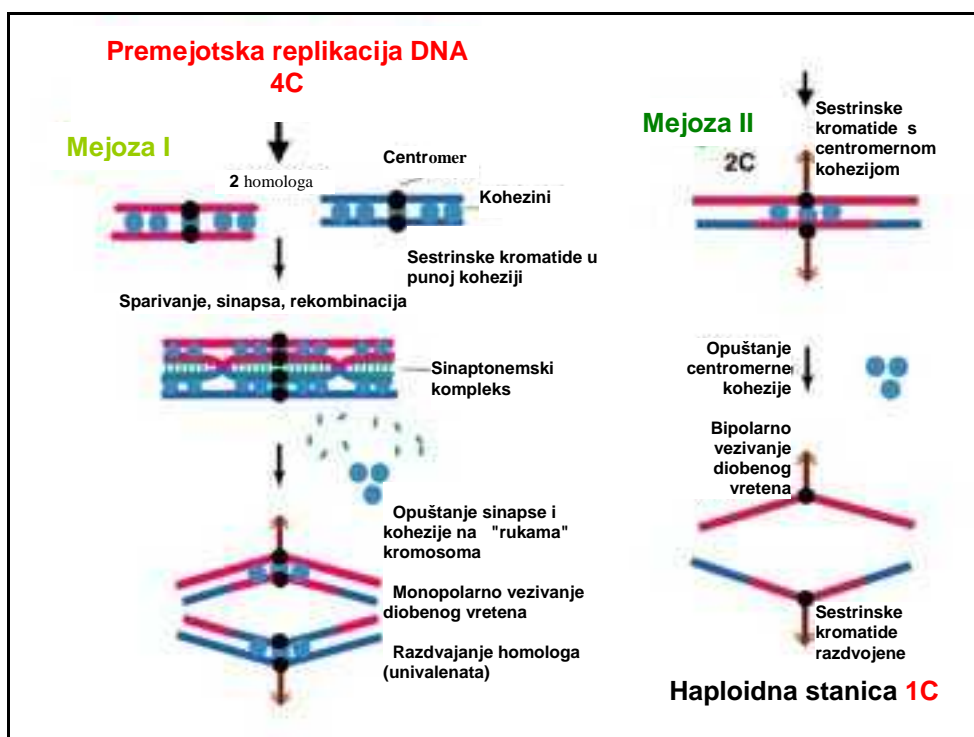 Premejotska replikacija DNA
4C
Mejoza I
2 homologa
Centromer
Kohezini
Sestrinske kromatide u
punoj koheziji
Sparivanje, sinapsa, rekombinacija
Sinaptonemski
kompleks
Opuštanje sinapse i
kohezije na "rukama"
kromosoma
Monopolarno vezivanje
diobenog vretena
Razdvajanje homologa
(univalenata)
Mejoza II
2C
Sestrinske
kromatide s
centromernom
kohezijom
Opuštanje
centromerne
kohezije
Bipolarno
vezivanje
diobenog
vretena
Sestrinske
kromatide
razdvojene
Haploidna stanica 1C